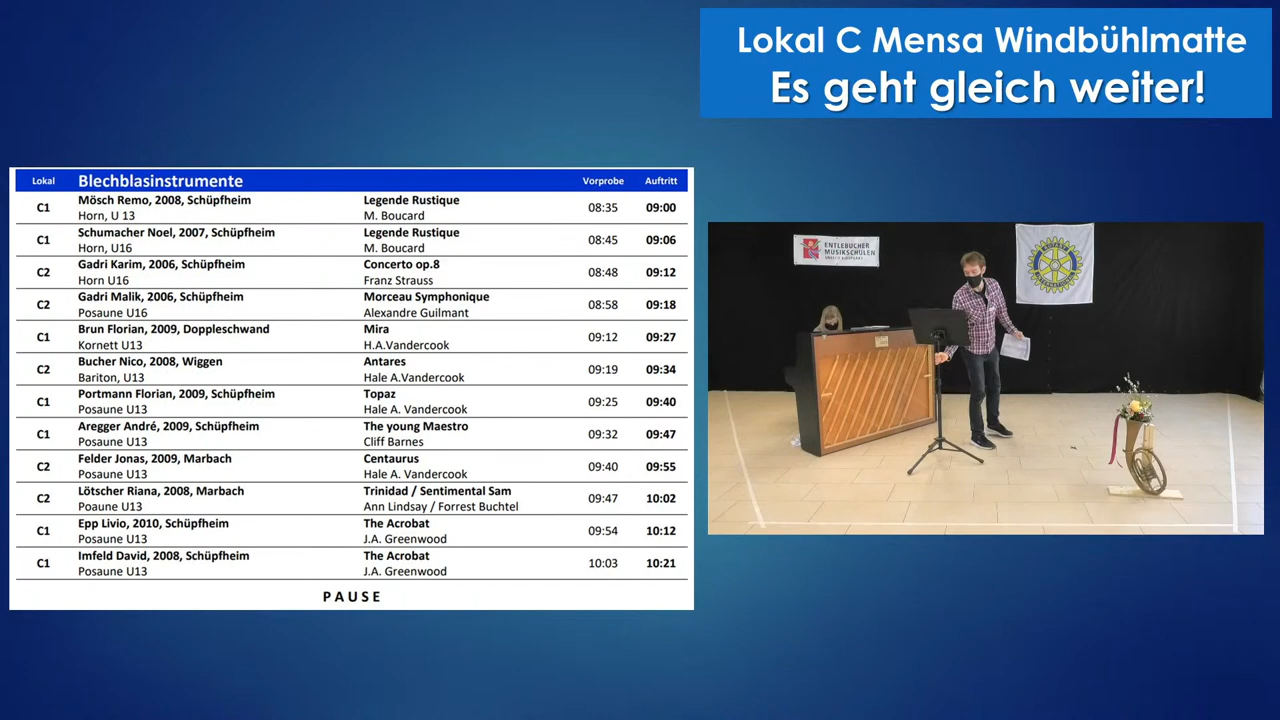 Lokal C Mensa Windbühlmatte
Es geht gleich weiter!
Lokal Blechblasinstrumente Vorprobe Auftritt
C1 Mösch Remo, 2008, Schüpfheim Legende Rustique 08:35 09:00
Horn, U 13 M. Boucard
C1 Schumacher Noel, 2007, Schüpfheim Legende Rustique 08:45 09:06
Horn, U16 M. Boucard
C2 Gadri Karim, 2006, Schüpfheim Concerto op.8 08:48 09:12
Horn U16 Franz Strauss
C2 Gadri Malik, 2006, Schüpfheim Morceau Symphonique 08:58 09:18
Posaune U16 Alexandre Guilmant
C1 Brun Florian, 2009, Doppleschwand Mira 09:12 09:27
Kornett U13 H.A.Vandercook
C2 Bucher Nico, 2008, Wiggen Antares 09:19 09:34
Bariton, U13 Hale A.Vandercook
C1 Portmann Florian, 2009, Schüpfheim Topaz 09:25 09:40
Posaune U13 Hale A. Vandercook
C1 Aregger André, 2009, Schüpfheim The young Maestro 09:32 09:47
Posaune U13 Cliff Barnes
C2 Felder Jonas, 2009, Marbach Centaurus 09:40 09:55
Posaune U13 Hale A. Vandercook
C2 Lötscher Riana, 2008, Marbach Trinidad / Sentimental Sam 09:47 10:02
Poaune U13 Ann Lindsay / Forrest Buchtel
C1 Epp Livio, 2010, Schüpfheim The Acrobat 09:54 10:12
Posaune U13 J.A. Greenwood
C1 Imfeld David, 2008, Schüpfheim The Acrobat 10:03 10:21
Posaune U13 J.A. Greenwood
PAUSE
ENTLEBUCHER
MUSIKSCHULEN
ROTARY
INTERNATIONAL